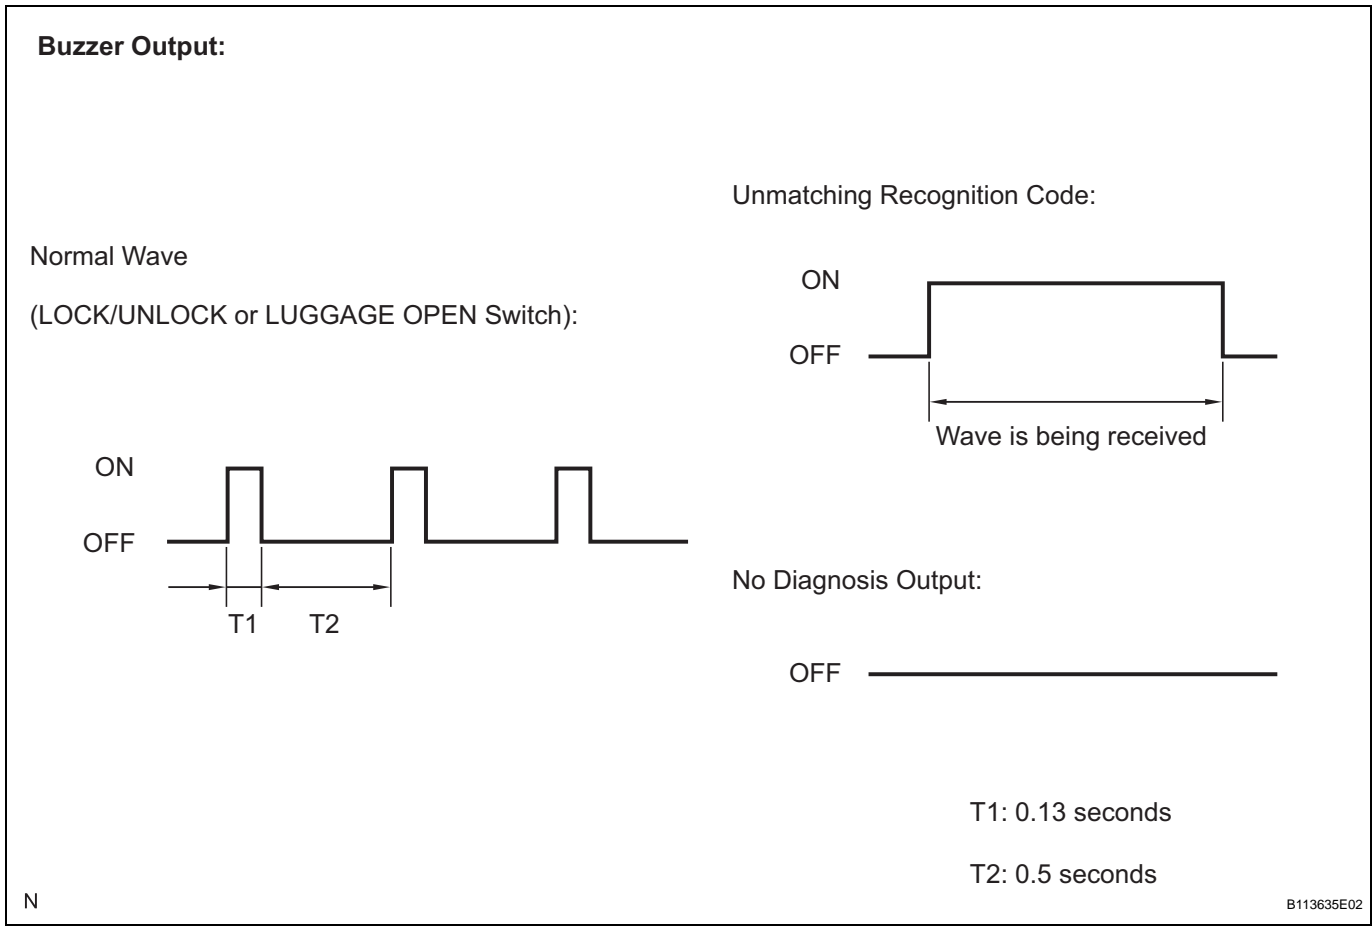 Buzzer Output:
Normal Wave
(LOCK/UNLOCK or LUGGAGE OPEN Switch):
ON
OFF
T1 T2
Unmatching Recognition Code:
ON
OFF
Wave is being received
No Diagnosis Output:
OFF
T1: 0.13 seconds
T2: 0.5 seconds
N
B113635E02